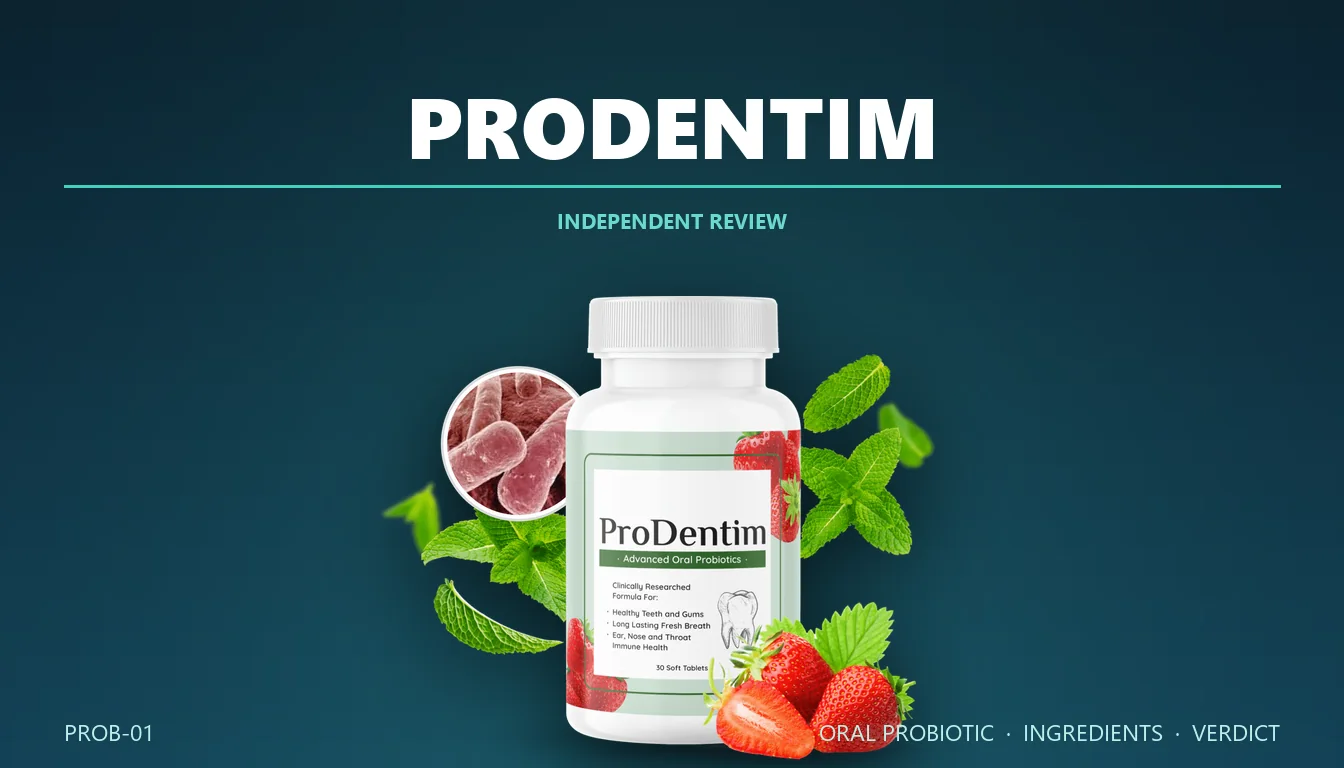 PRODENTIM
INDEPENDENT REVIEW
ProDentim
· Advanced Oral Probiotics ·
Clinically Researched
Formula For:
· Healthy Teeth and Gums
· Long Lasting Fresh Breath
· Ear, Nose and Throat
Immune Health
30 Soft Tablets
PROB-01
ORAL PROBIOTIC · INGREDIENTS · VERDICT